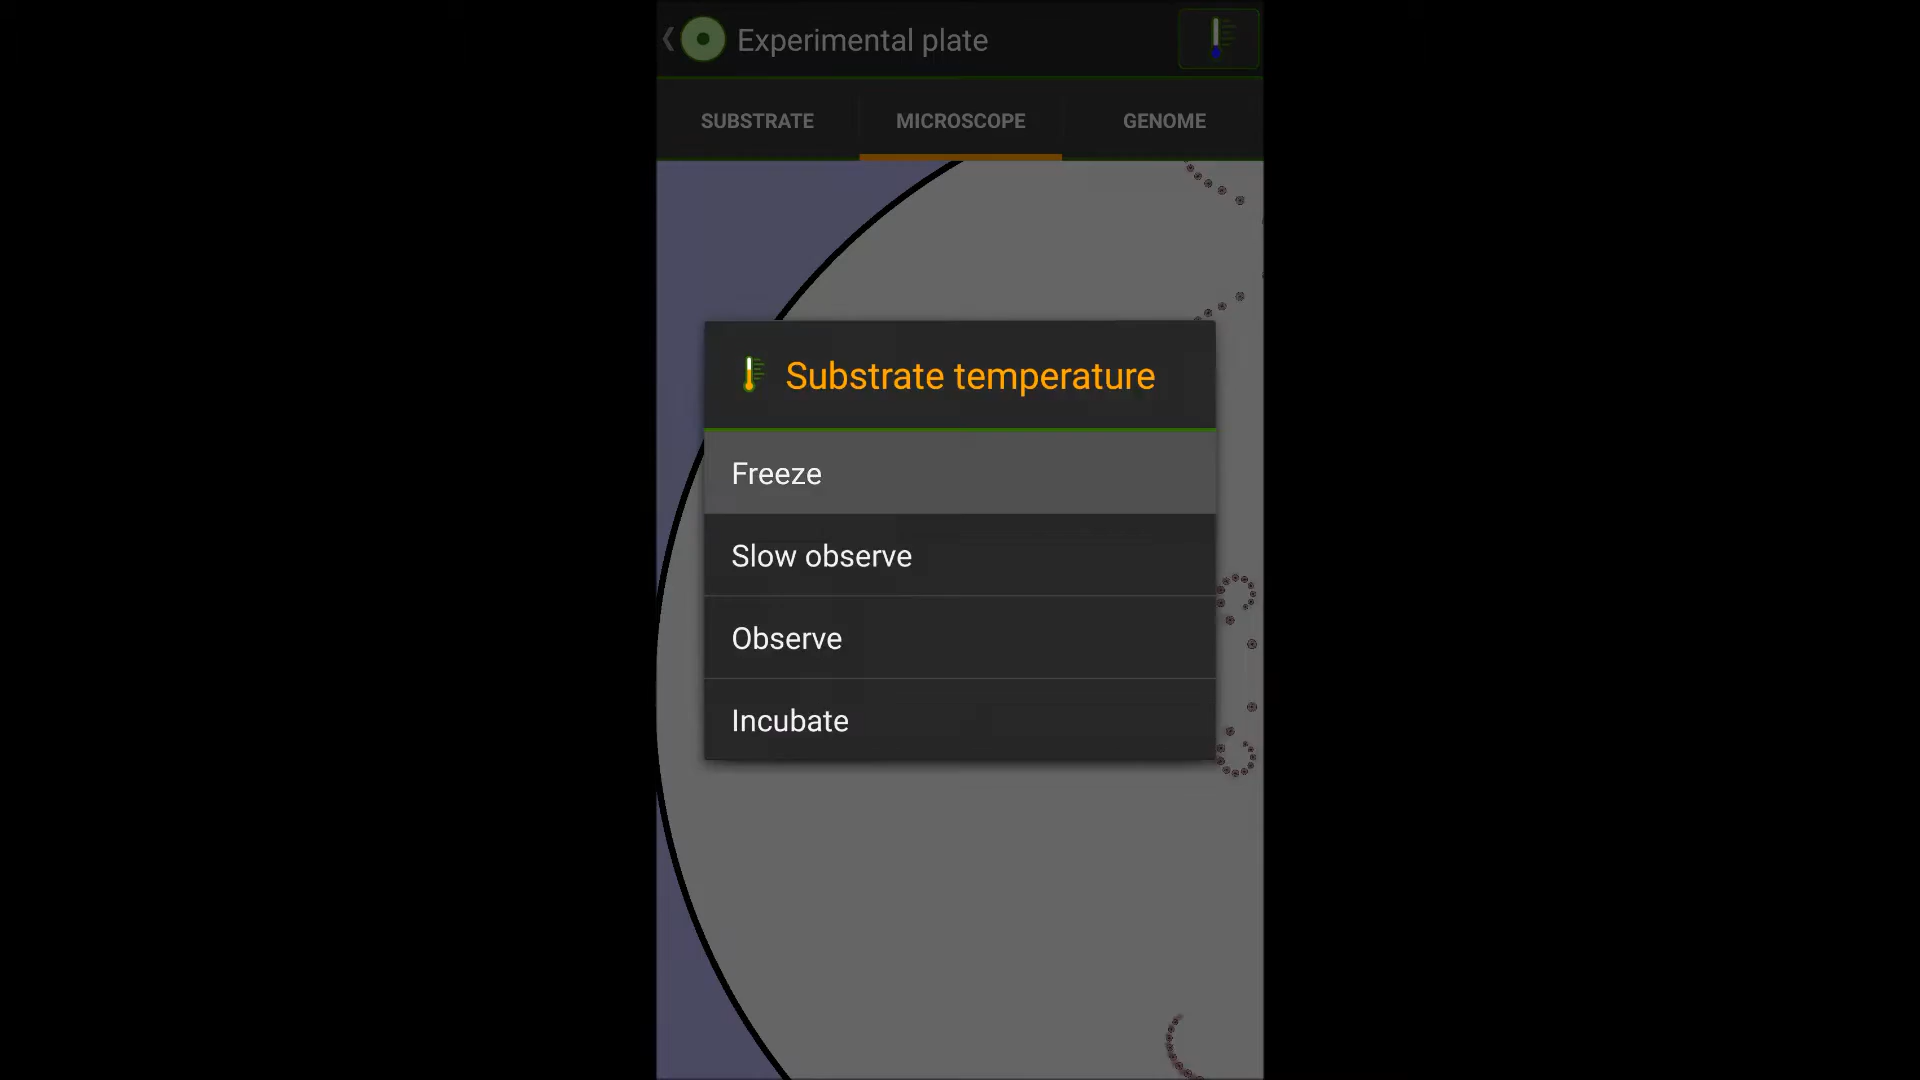 Experimental plate
SUBSTRATE
MICROSCOPE
GENOME
Substrate temperature
Freeze
Slow observe
Observe
Incubate